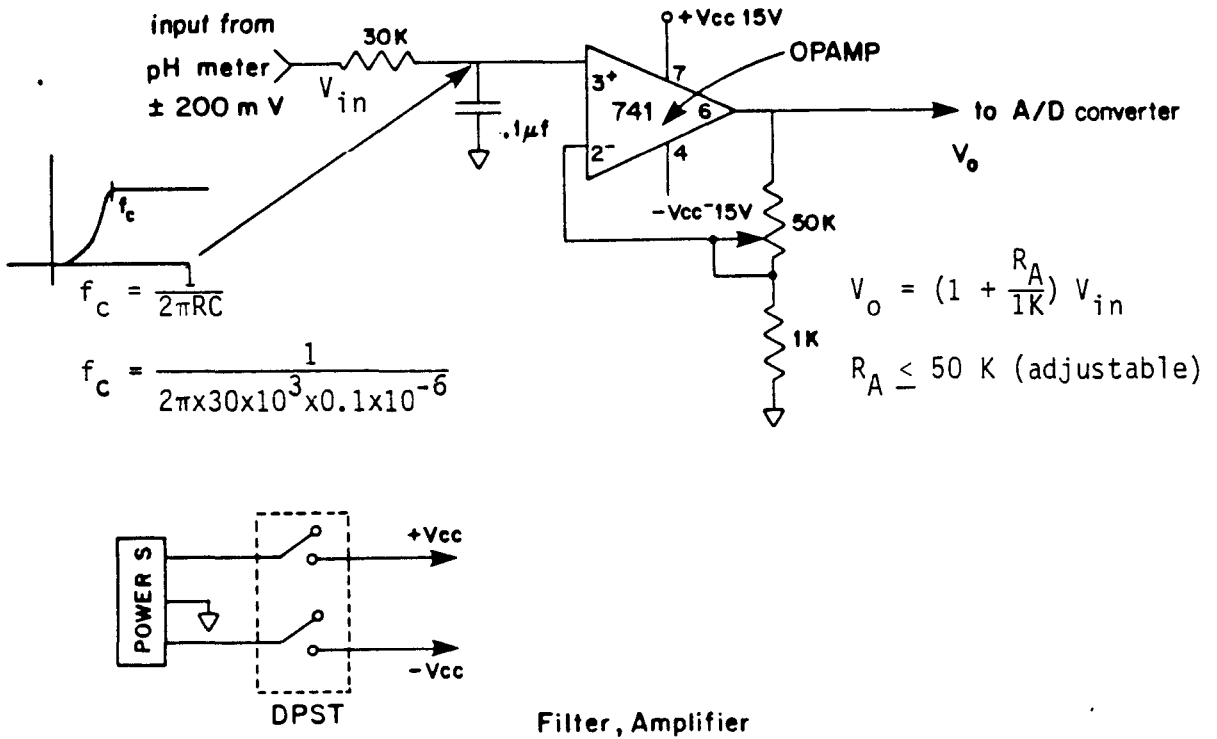 input from
pH meter
± 200 m V
V_in
30K
.1μf
+Vcc 15V
OPAMP
7
3+
741
6
2-
4
-Vcc-15V
to A/D converter
V_o
50K
1K
f_c
f_c = 1/2πRC
f_c = 1/2πx30x10^3x0.1x10^-6
V_o = (1 + R_A/1K) V_in
R_A ≤ 50 K (adjustable)
POWER S
+Vcc
-Vcc
DPST
Filter, Amplifier